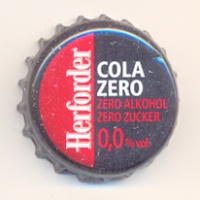 Herforder
COLA
ZERO
ZERO ALKOHOL
ZERO ZUCKER
0,0 % vol.